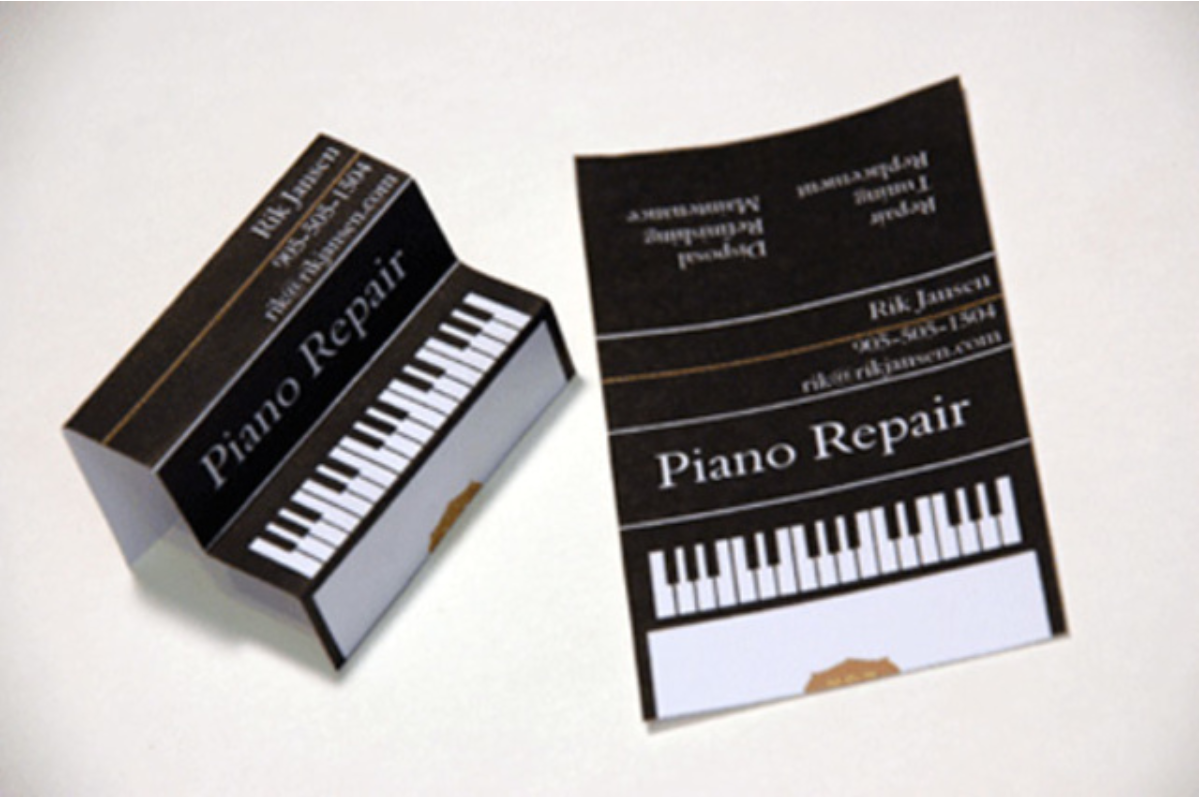 Rik Jansen
905-505-1504
rik@rikjansen.com
Piano Repair
Repair
Tuning
Replacement
Disposal
Refinishing
Maintenance
Rik Jansen
905-505-1504
rik@rikjansen.com
Piano Repair